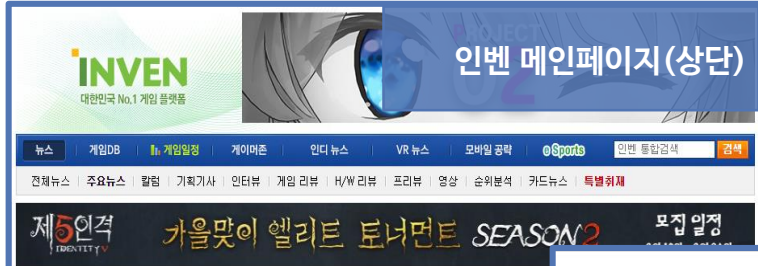 INVEN
대한민국 No.1 게임 플랫폼
PROJECT
02
인벤 메인페이지(상단)
뉴스 게임DB 게임일정 게이머존 인디 뉴스 VR 뉴스 모바일 공략 eSports 인벤 통합검색 검색
전체뉴스 주요뉴스 칼럼 기획기사 인터뷰 게임 리뷰 H/W 리뷰 프리뷰 영상 순위분석 카드뉴스 특별취재
제5인격 IDENTITY V 가을맞이 엘리트 토너먼트 SEASON 2 모집 일정